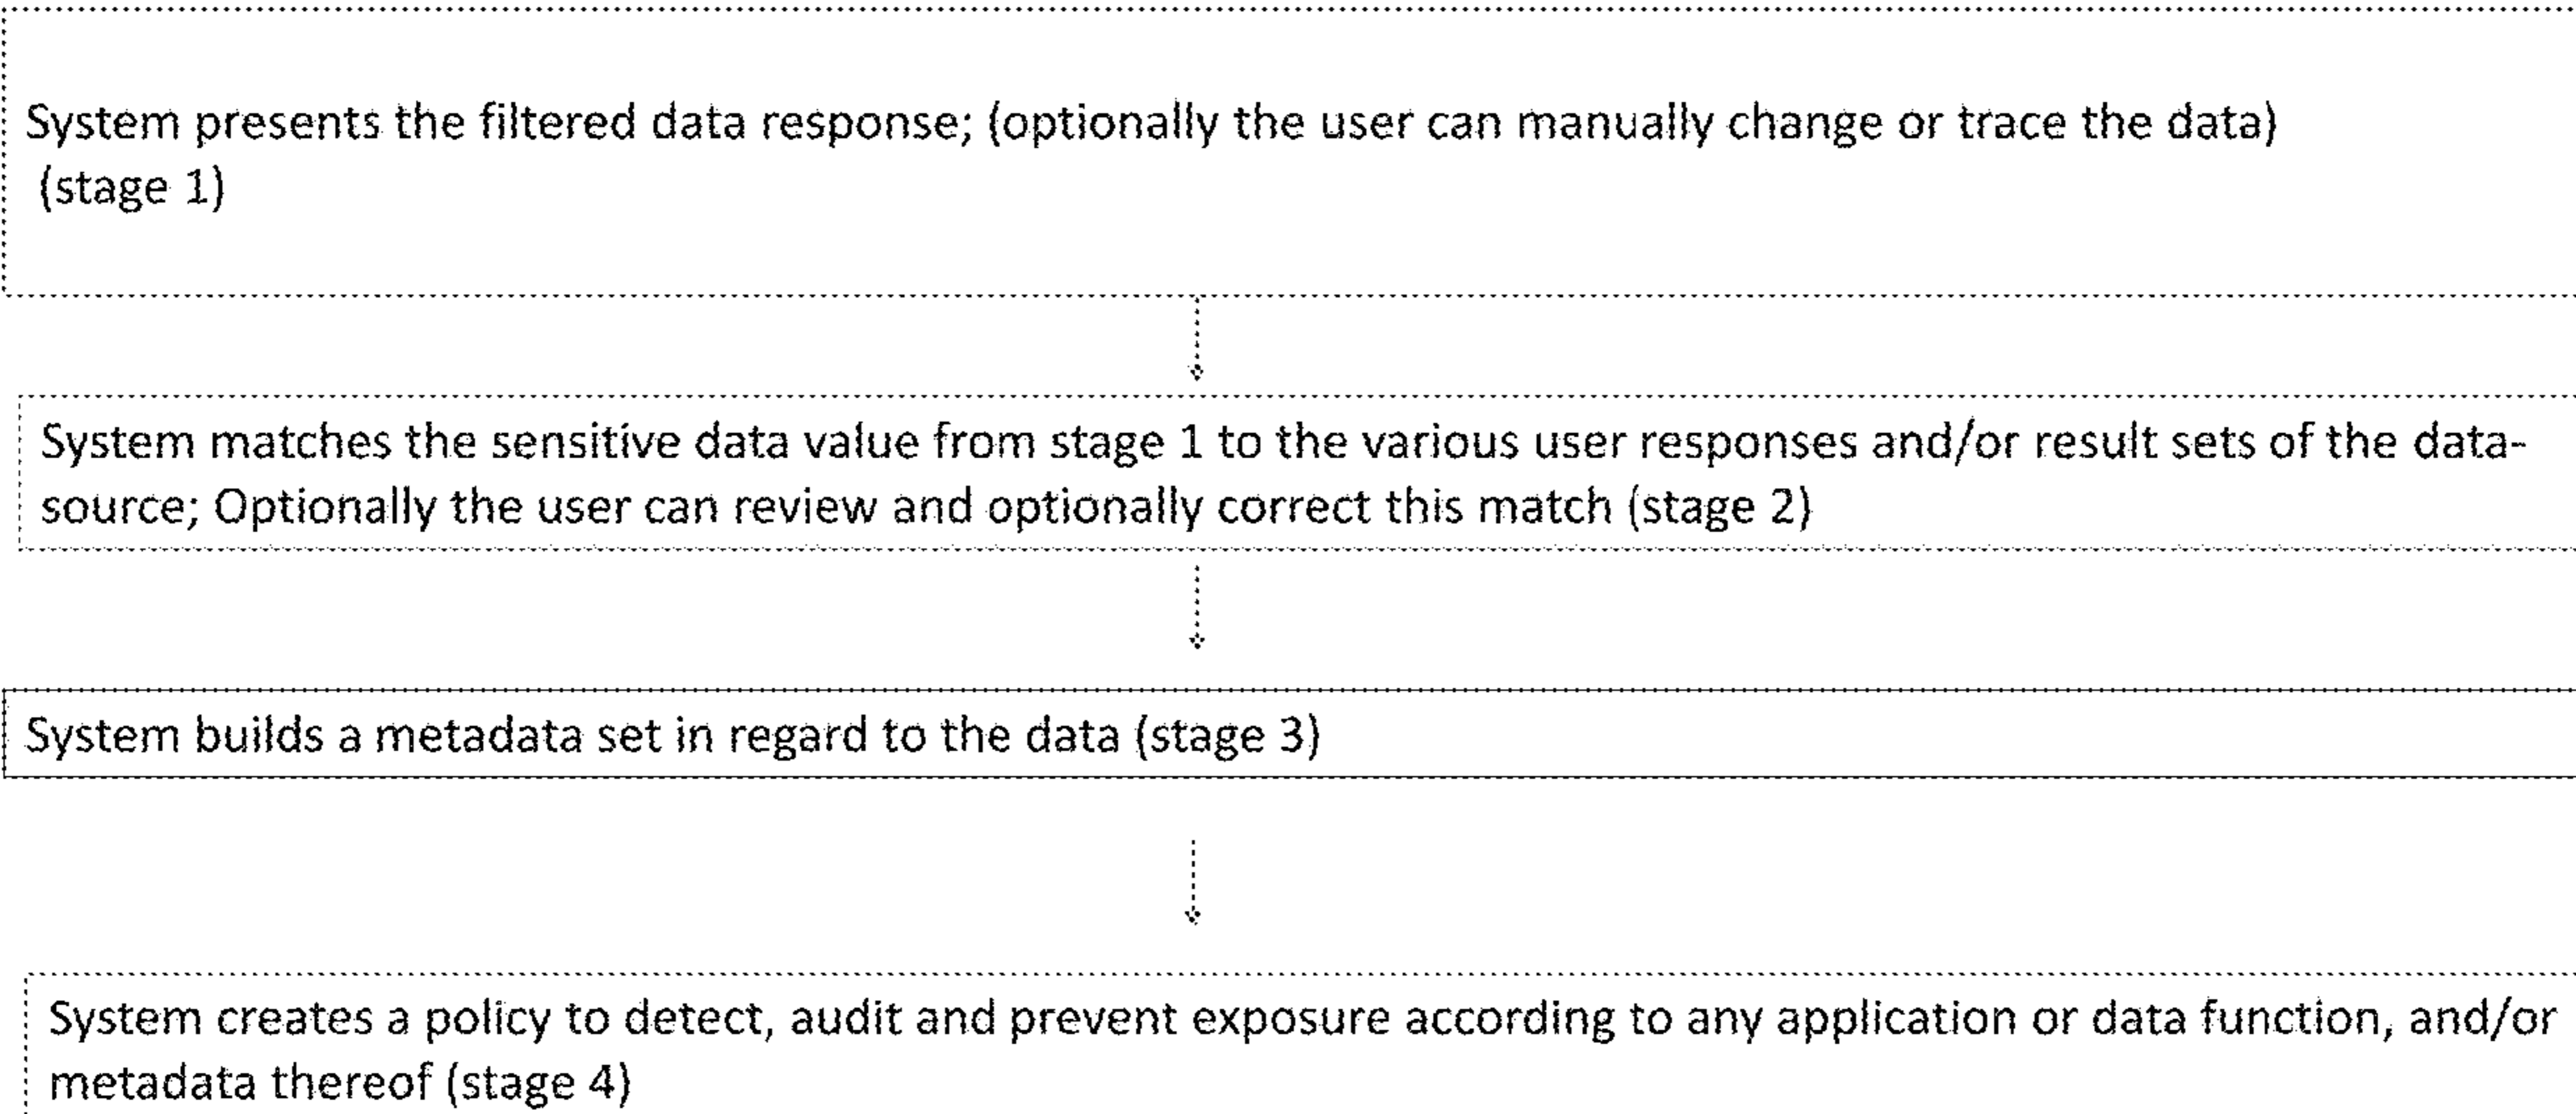 System presents the filtered data response; (optionally the user can manually change or trace the data)
(stage 1)
System matches the sensitive data value from stage 1 to the various user responses and/or result sets of the data-
source; Optionally the user can review and optionally correct this match (stage 2)
System builds a metadata set in regard to the data (stage 3)
System creates a policy to detect, audit and prevent exposure according to any application or data function, and/or
metadata thereof (stage 4)